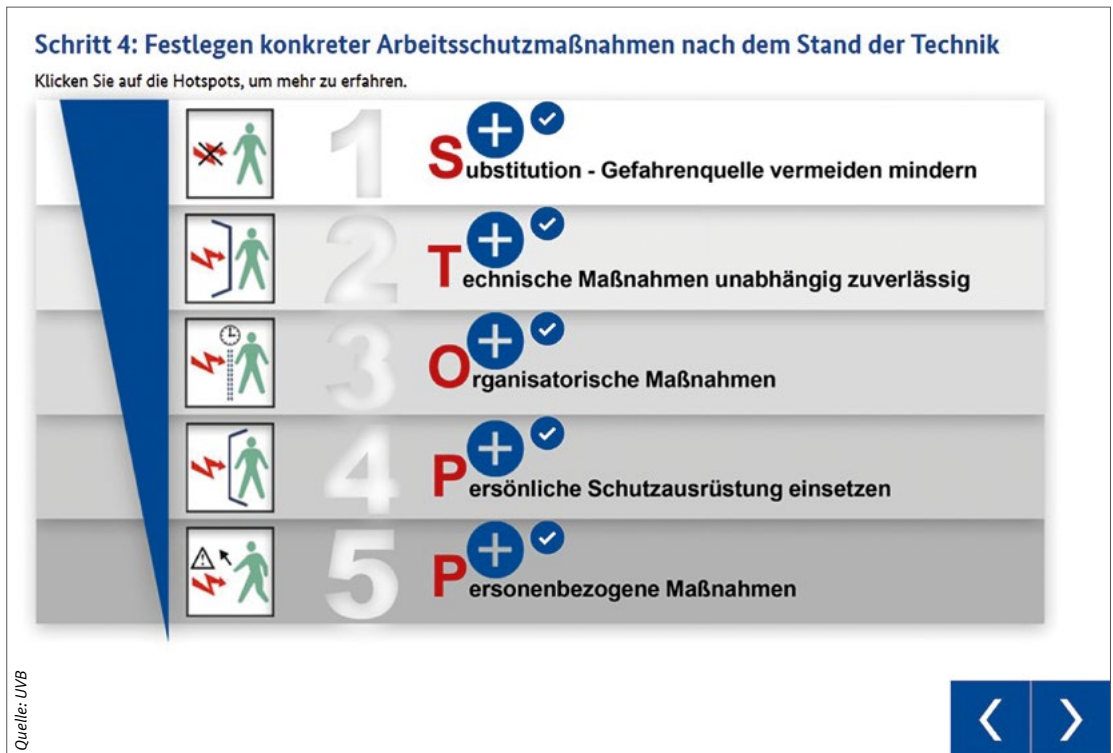 Schritt 4: Festlegen konkreter Arbeitsschutzmaßnahmen nach dem Stand der Technik
Klicken Sie auf die Hotspots, um mehr zu erfahren.
1 Substitution - Gefahrenquelle vermeiden mindern
2 Technische Maßnahmen unabhängig zuverlässig
3 Organisatorische Maßnahmen
4 Persönliche Schutzausrüstung einsetzen
5 Personenbezogene Maßnahmen
Quelle: UVB